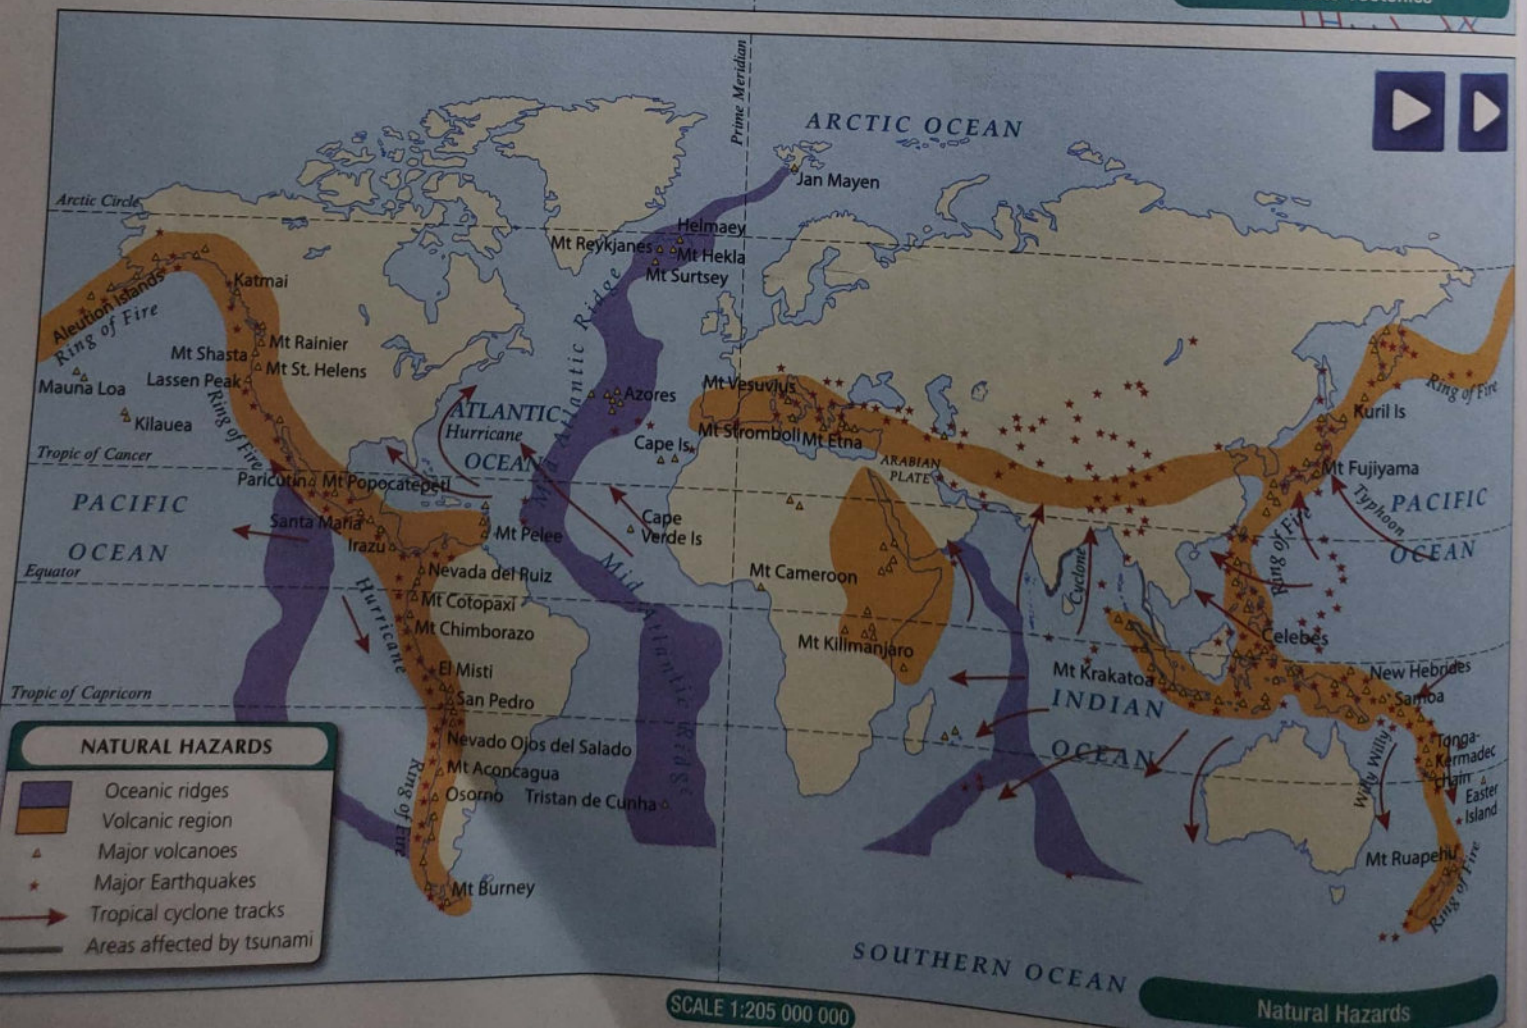 Prime Meridian
ARCTIC OCEAN
Jan Mayen
Arctic Circle
Helmaey
Mt Reykjanes
Mt Hekla
Mt Surtsey
Katmai
Aleution Islands
Ring of Fire
Mt Rainier
Mt Shasta
Mt St. Helens
Lassen Peak
Mauna Loa
Kilauea
Ring of Fire
Mid Atlantic Ridge
Azores
ATLANTIC
Hurricane
OCEAN
Cape Is
Mt Vesuvius
Mt Stromboli
Mt Etna
ARABIAN
PLATE
Kuril Is
Ring of Fire
Mt Fujiyama
Typhoon
PACIFIC
OCEAN
Ring of Fire
Tropic of Cancer
Paricutin
Mt Popocatepetl
PACIFIC
OCEAN
Santa Maria
Irazu
Mt Pelee
Cape
Verde Is
Mid Atlantic Ridge
Equator
Nevada del Ruiz
Mt Cotopaxi
Mt Chimborazo
Hurricane
Mt Cameroon
Mt Kilimanjaro
Cyclone
Celebes
El Misti
San Pedro
Tropic of Capricorn
Mt Krakatoa
INDIAN
OCEAN
New Hebrides
Samoa
Nevado Ojos del Salado
Mt Aconcagua
Osorno
Tristan de Cunha
Ring of Fire
Willy Willy
Tonga-
Kermadec
chain
Easter
Island
Mt Ruapehu
Ring of Fire
Mt Burney
NATURAL HAZARDS
Oceanic ridges
Volcanic region
Major volcanoes
Major Earthquakes
Tropical cyclone tracks
Areas affected by tsunami
SOUTHERN OCEAN
SCALE 1:205 000 000
Natural Hazards